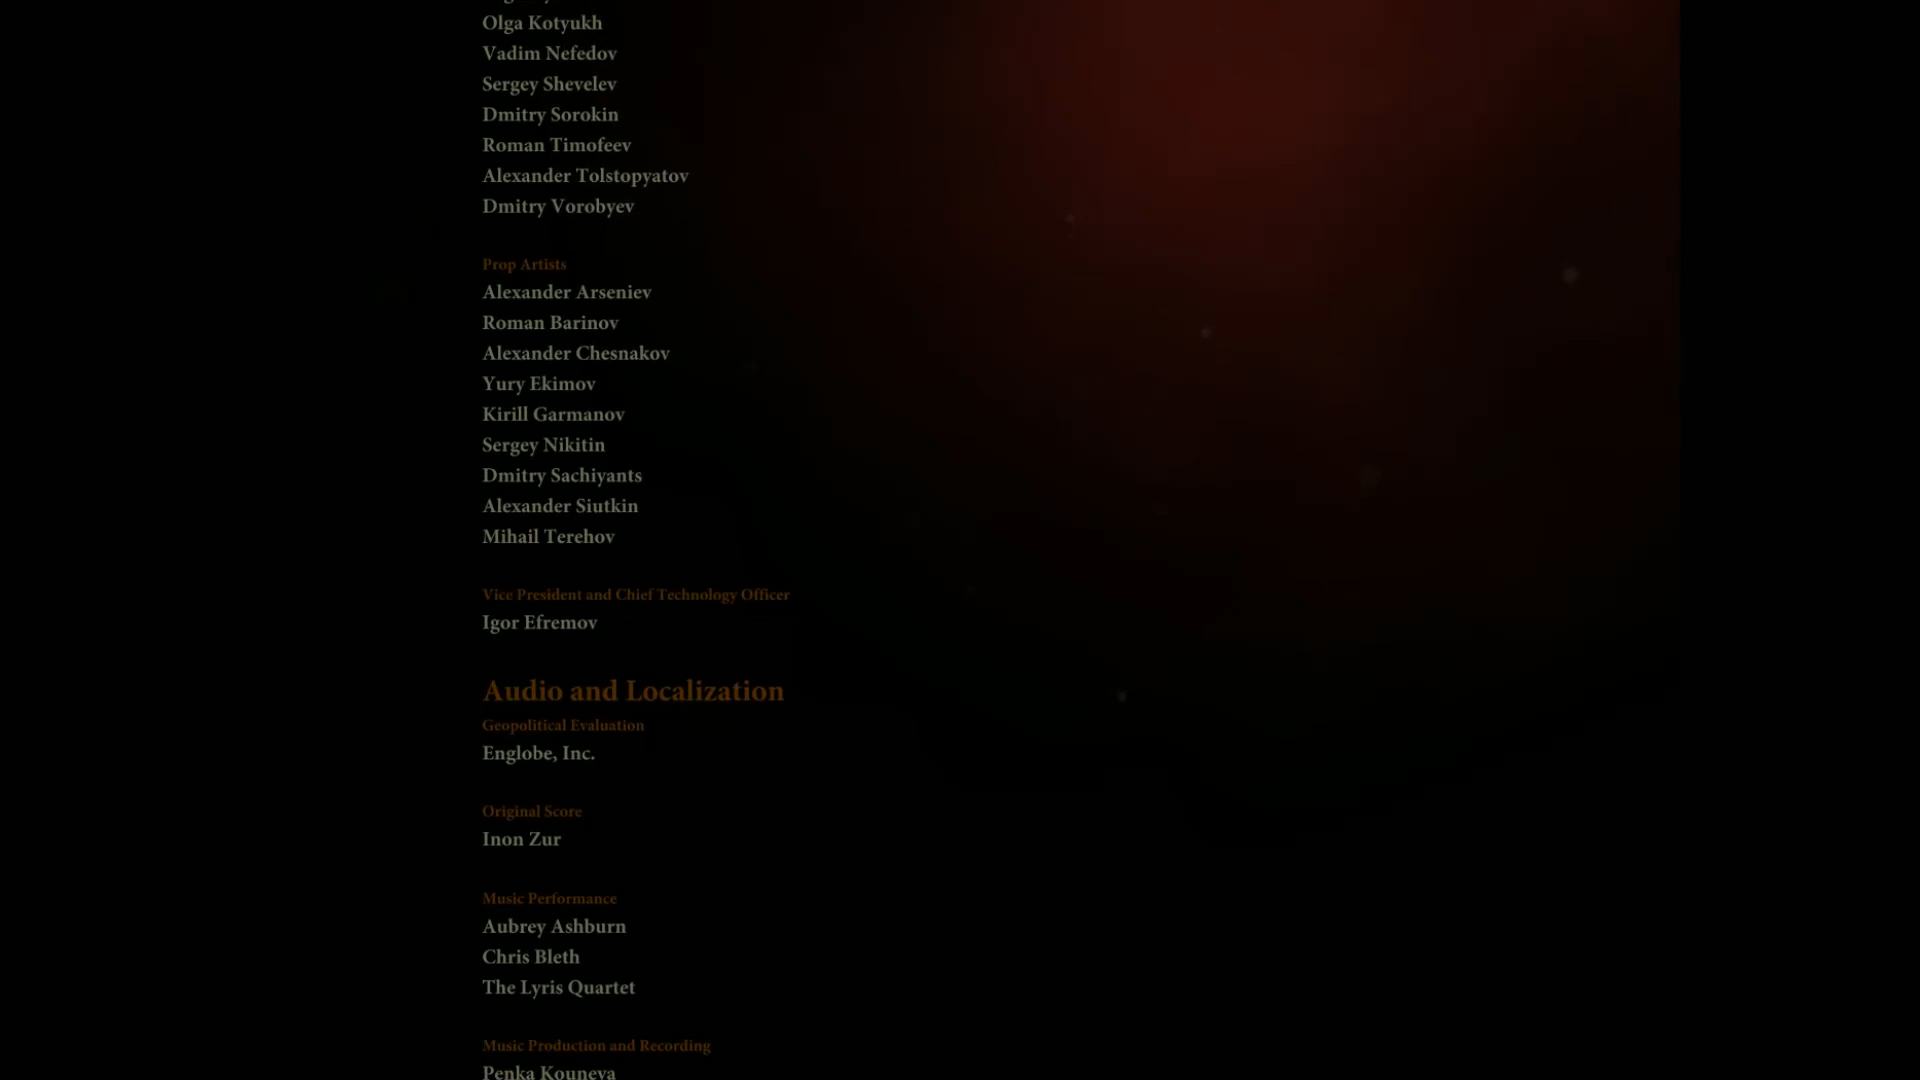 Olga Kotyukh
Vadim Nefedov
Sergey Shevelev
Dmitry Sorokin
Roman Timofeev
Alexander Tolstopyatov
Dmitry Vorobyev
Prop Artists
Alexander Arseniev
Roman Barinov
Alexander Chesnakov
Yury Ekimov
Kirill Garmanov
Sergey Nikitin
Dmitry Sachiyants
Alexander Siutkin
Mihail Terehov
Vice President and Chief Technology Officer
Igor Efremov
Audio and Localization
Geopolitical Evaluation
Englobe, Inc.
Original Score
Inon Zur
Music Performance
Aubrey Ashburn
Chris Bleth
The Lyris Quartet
Music Production and Recording
Penka Kouneva